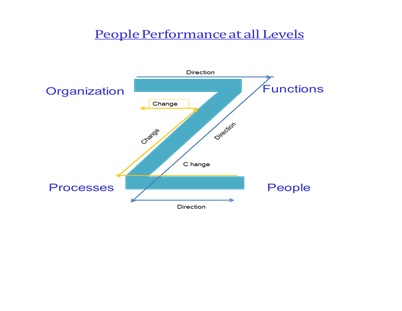 People Performance at all Levels
Direction
Organization
Functions
Change
Change
Direction
C hange
Processes
People
Direction